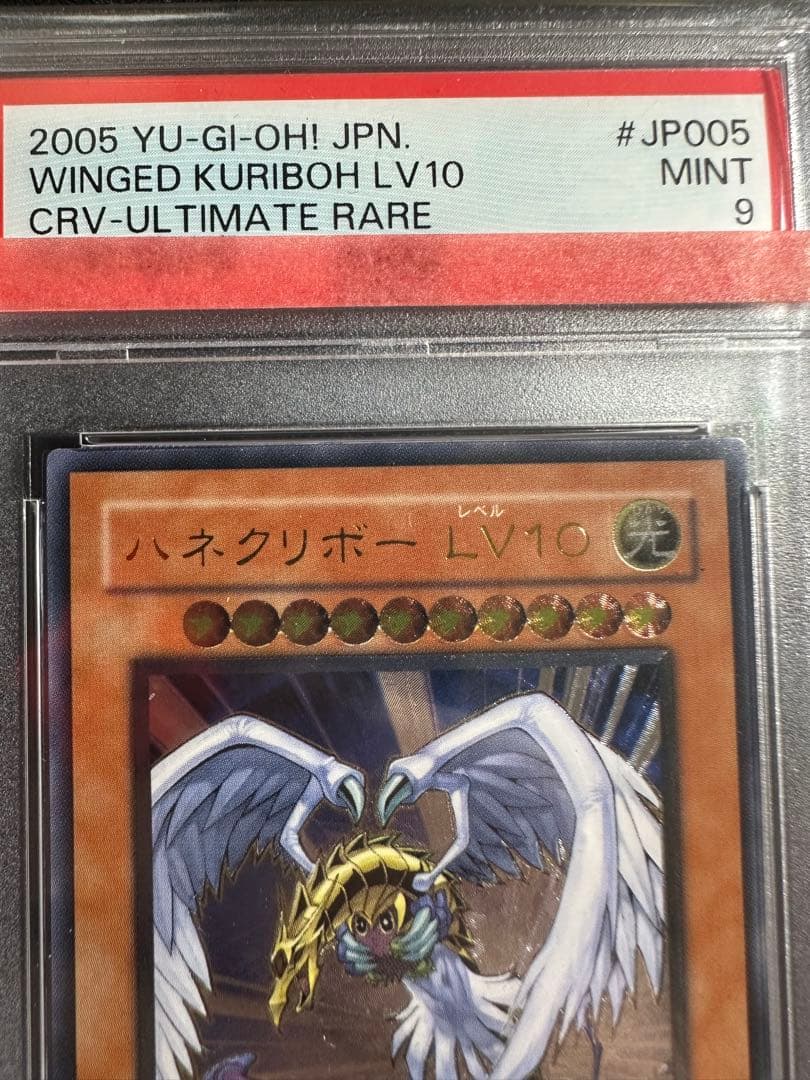 2005 YU-GI-OH! JPN. #JP005
WINGED KURIBOH LV10 MINT
CRV-ULTIMATE RARE 9
レベル
ハネクリボー LV10 光